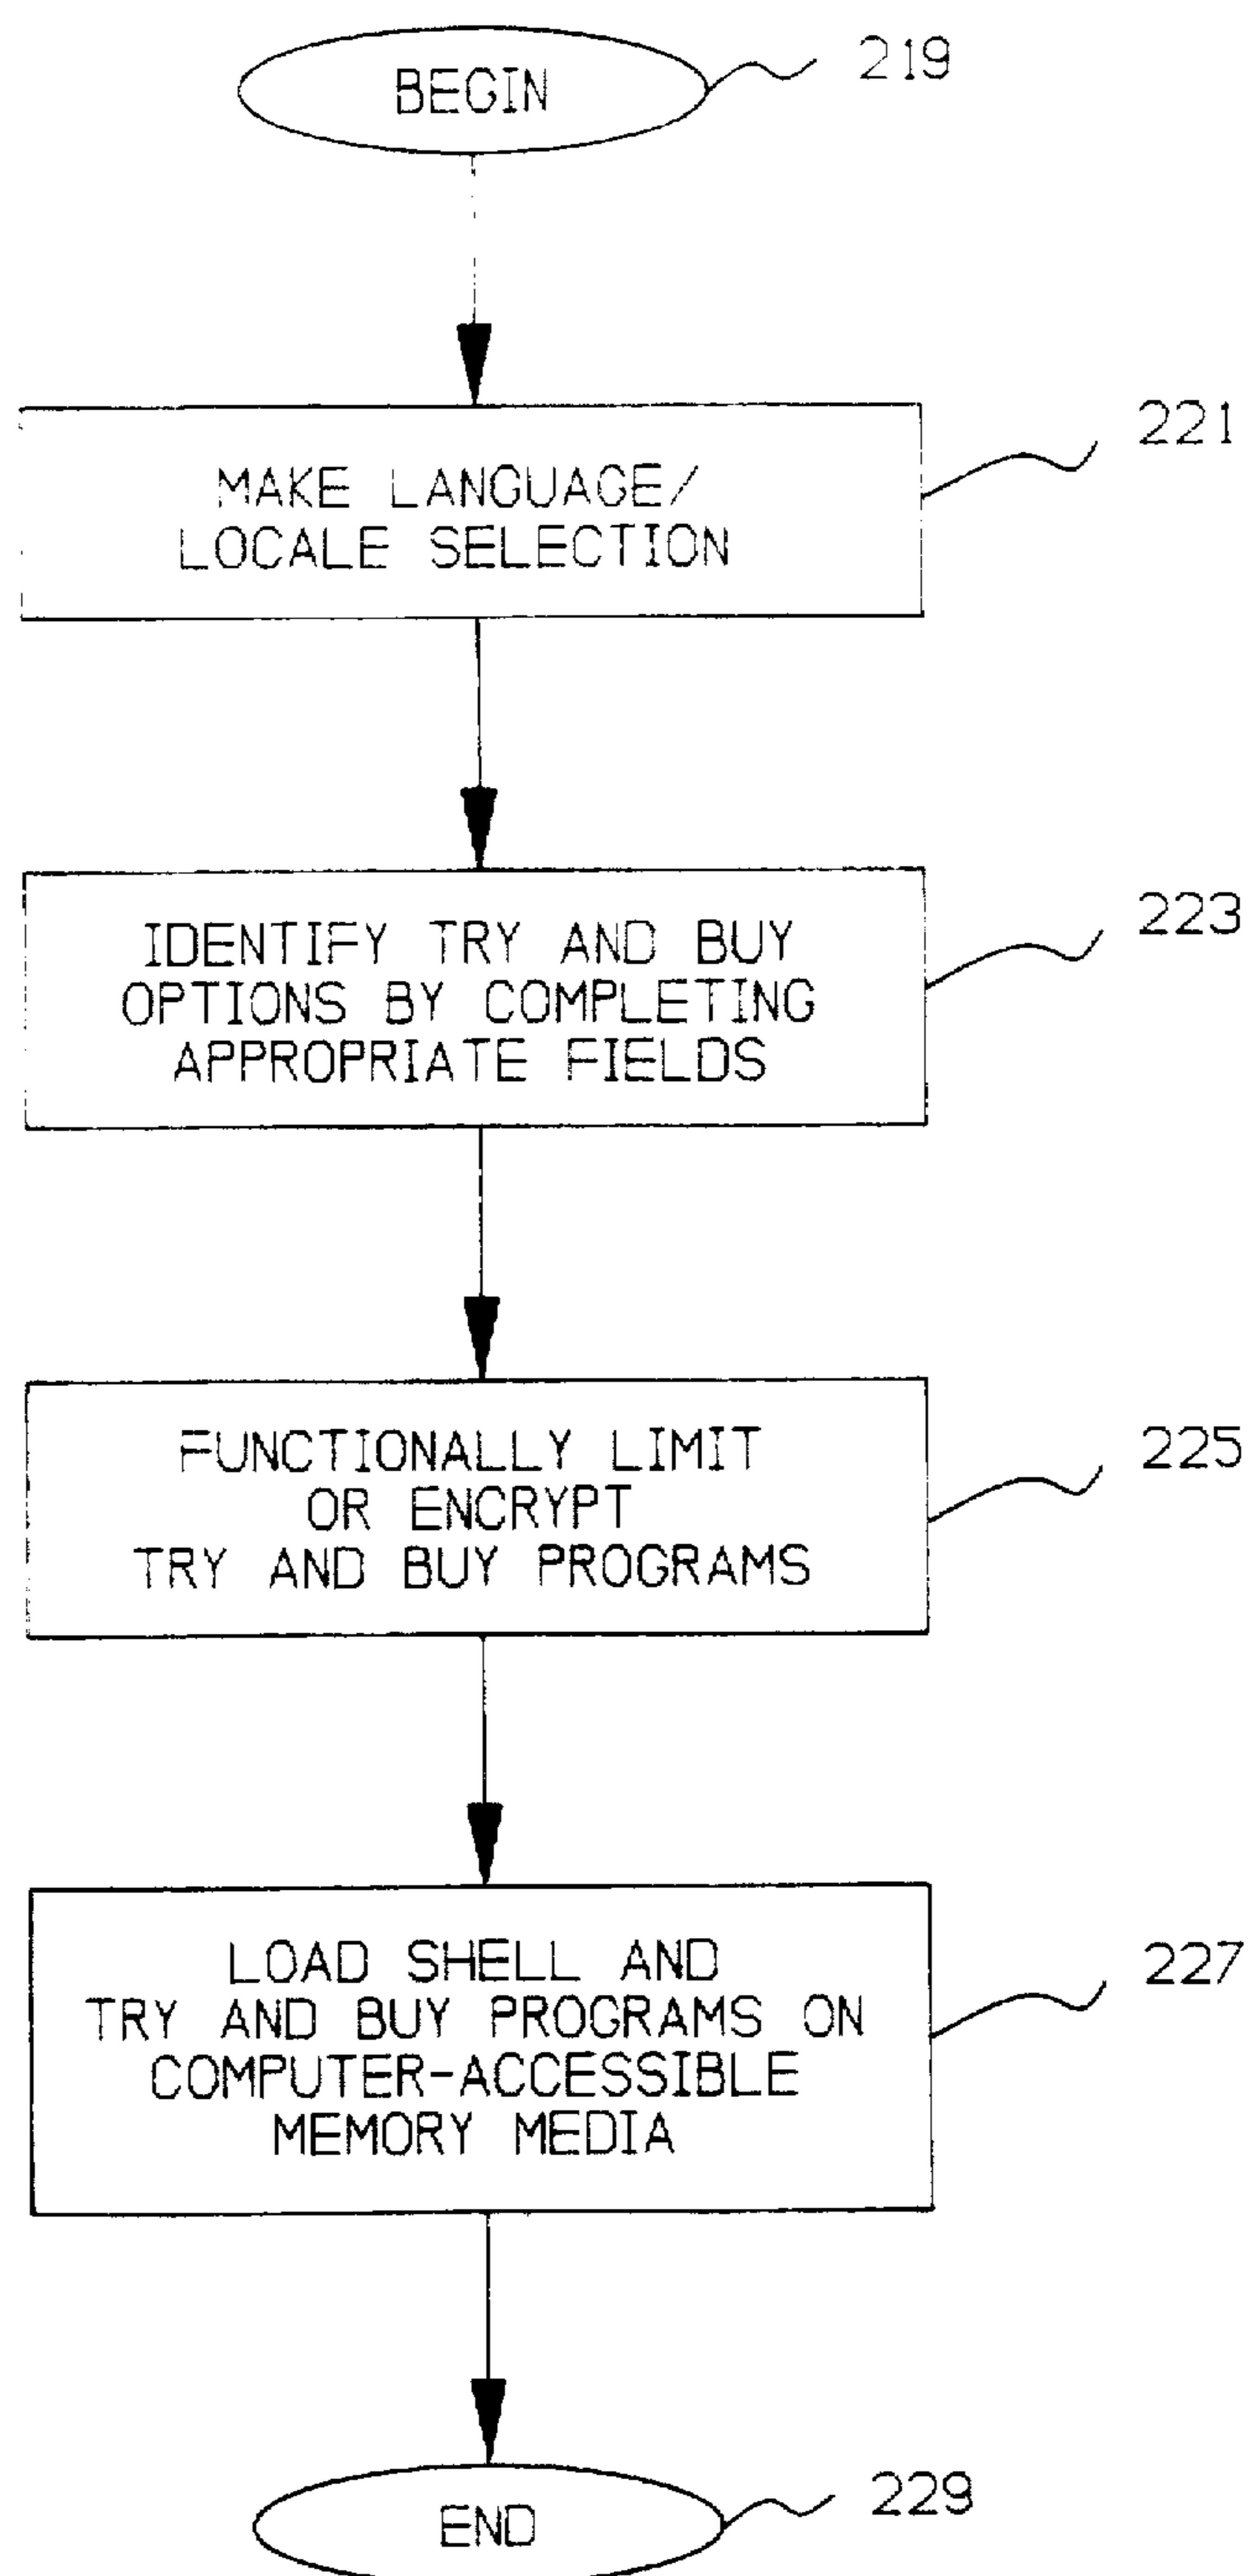 BEGIN
219
MAKE LANGUAGE/
LOCALE SELECTION
221
IDENTIFY TRY AND BUY
OPTIONS BY COMPLETING
APPROPRIATE FIELDS
223
FUNCTIONALLY LIMIT
OR ENCRYPT
TRY AND BUY PROGRAMS
225
LOAD SHELL AND
TRY AND BUY PROGRAMS ON
COMPUTER-ACCESSIBLE
MEMORY MEDIA
227
END
229